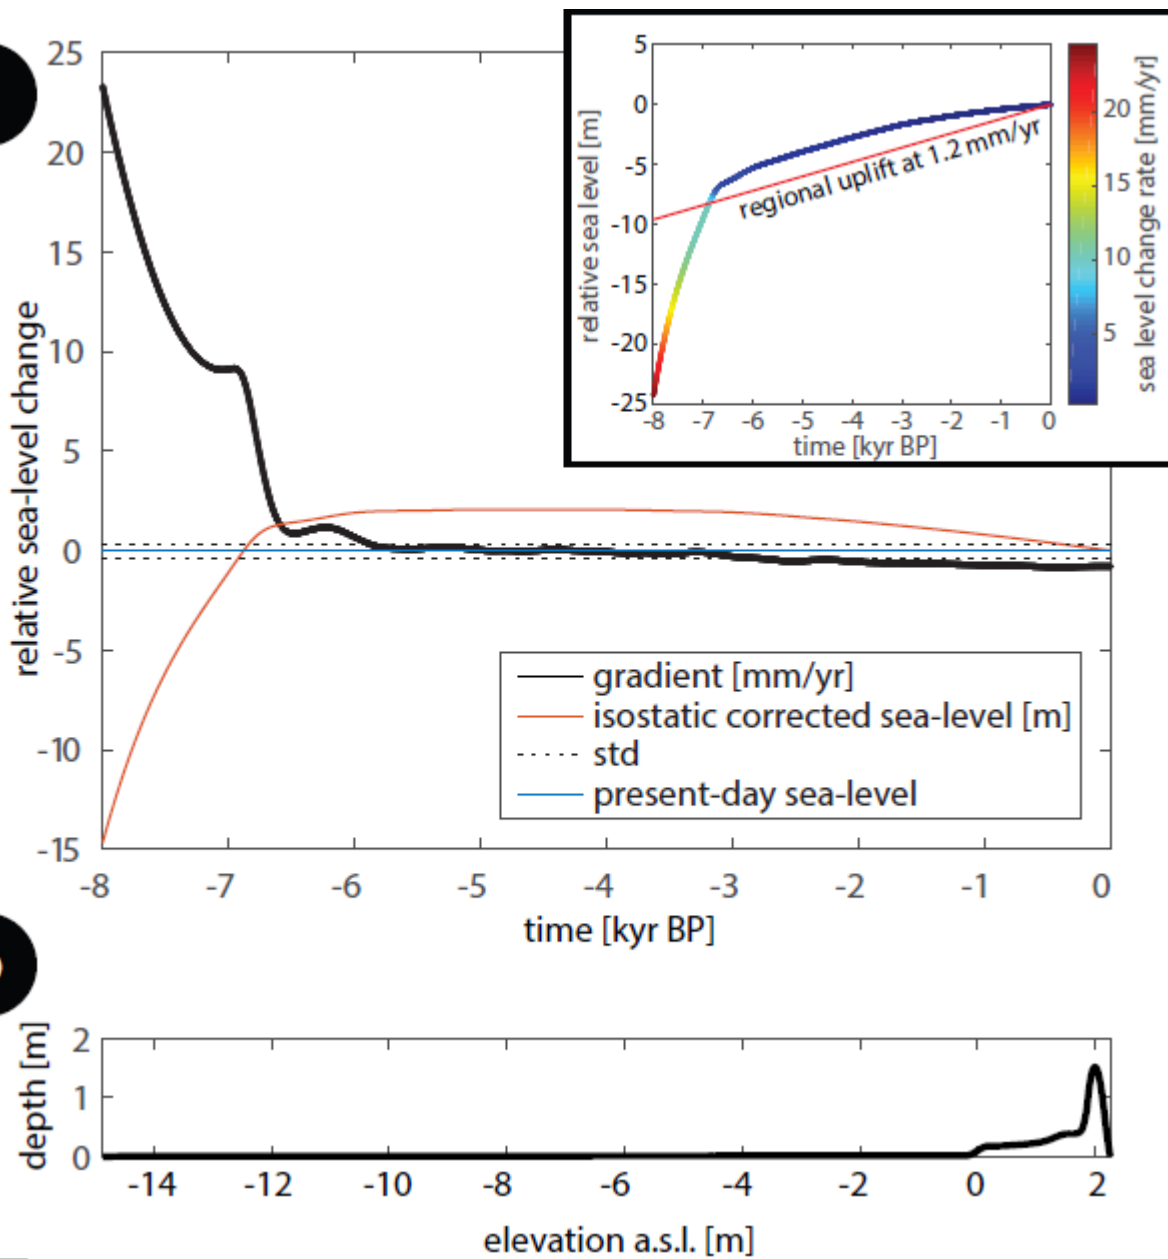 25
20
15
10
5
0
-5
-10
-15
relative sea-level change
-8 -7 -6 -5 -4 -3 -2 -1 0
time [kyr BP]
gradient [mm/yr]
isostatic corrected sea-level [m]
std
present-day sea-level
5
0
-5
-10
-15
-20
-25
relative sea level [m]
regional uplift at 1.2 mm/yr
-8 -7 -6 -5 -4 -3 -2 -1 0
time [kyr BP]
20
15
10
5
sea level change rate [mm/yr]
2
1
0
depth [m]
-14 -12 -10 -8 -6 -4 -2 0 2
elevation a.s.l. [m]